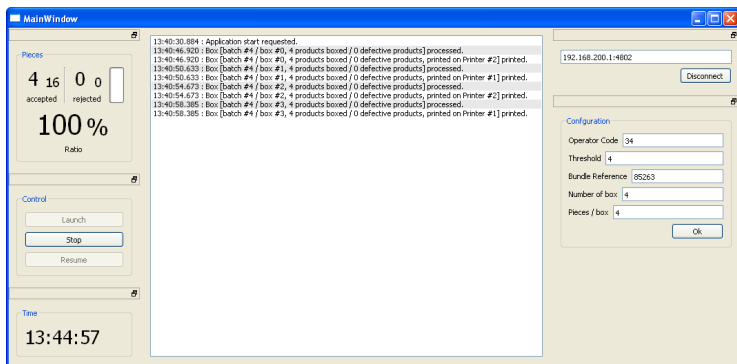 MainWindow
Pieces
4 16 0 0
accepted rejected
100 %
Ratio
Control
Launch
Stop
Resume
Time
13:44:57
13:40:30.884 : Application start requested.
13:40:46.920 : Box [batch #4 / box #0, 4 products boxed / 0 defective products] processed.
13:40:46.920 : Box [batch #4 / box #0, 4 products boxed / 0 defective products, printed on Printer #2] printed.
13:40:50.633 : Box [batch #4 / box #1, 4 products boxed / 0 defective products] processed.
13:40:50.633 : Box [batch #4 / box #1, 4 products boxed / 0 defective products, printed on Printer #1] printed.
13:40:54.673 : Box [batch #4 / box #2, 4 products boxed / 0 defective products] processed.
13:40:54.673 : Box [batch #4 / box #2, 4 products boxed / 0 defective products, printed on Printer #2] printed.
13:40:58.385 : Box [batch #4 / box #3, 4 products boxed / 0 defective products] processed.
13:40:58.385 : Box [batch #4 / box #3, 4 products boxed / 0 defective products, printed on Printer #1] printed.
192.168.200.1:4802
Disconnect
Configuration
Operator Code 34
Threshold 4
Bundle Reference 85263
Number of box 4
Pieces / box 4
Ok